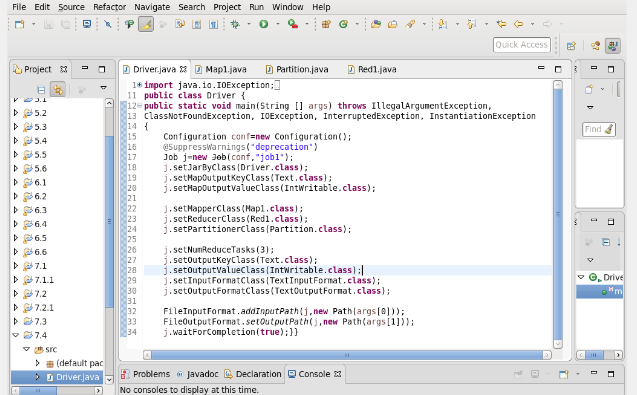 File Edit Source Refactor Navigate Search Project Run Window Help
Quick Access
Project
Driver.java
Map1.java
Partition.java
Red1.java
5.1
5.2
5.3
5.4
5.5
5.6
6.1
6.2
6.3
6.4
6.5
6.6
7.1
7.1.1
7.2
7.2.1
7.3
7.4
src
(default pac
Driver.java
1 import java.io.IOException;
11 public class Driver {
12 public static void main(String [] args) throws IllegalArgumentException,
13 ClassNotFoundException, IOException, InterruptedException, InstantiationException
14 {
15 Configuration conf=new Configuration();
16 @SuppressWarnings("deprecation")
17 Job j=new Job(conf,"job1");
18 j.setJarByClass(Driver.class);
19 j.setMapOutputKeyClass(Text.class);
20 j.setMapOutputValueClass(IntWritable.class);
21
22 j.setMapperClass(Map1.class);
23 j.setReducerClass(Red1.class);
24 j.setPartitionerClass(Partition.class);
25
26 j.setNumReduceTasks(3);
27 j.setOutputKeyClass(Text.class);
28 j.setOutputValueClass(IntWritable.class);
29 j.setInputFormatClass(TextInputFormat.class);
30 j.setOutputFormatClass(TextOutputFormat.class);
31
32 FileInputFormat.addInputPath(j,new Path(args[0]));
33 FileOutputFormat.setOutputPath(j,new Path(args[1]));
34 j.waitForCompletion(true);}}
Find
Drive
m
Problems
Javadoc
Declaration
Console
No consoles to display at this time.